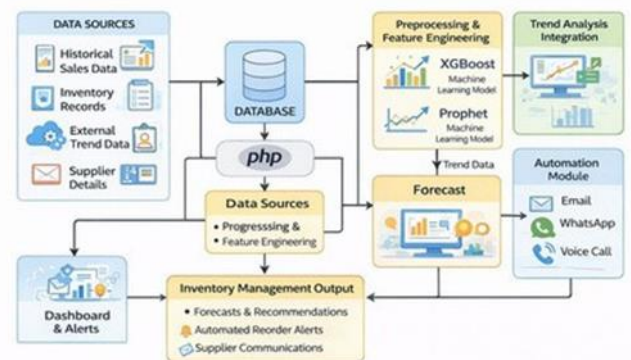 DATA SOURCES
Historical
Sales Data
Inventory
Records
External
Trend Data
Supplier
Details
DATABASE
php
Data Sources
• Progresssing &
• Feature Engineering
Dashboard
& Alerts
Preprocessing &
Feature Engineering
XGBoost
Machine
Learning Model
Prophet
Machine
Learning Model
Trend Data
Forecast
Trend Analysis
Integration
Automation
Module
Email
WhatsApp
Voice Call
Inventory Management Output
• Forecasts & Recommendations
Automated Reorder Alerts
Supplier Communications